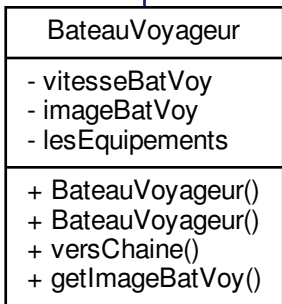 BateauVoyageur
- vitesseBatVoy
- imageBatVoy
- lesEquipements
+ BateauVoyageur()
+ BateauVoyageur()
+ versChaine()
+ getImageBatVoy()